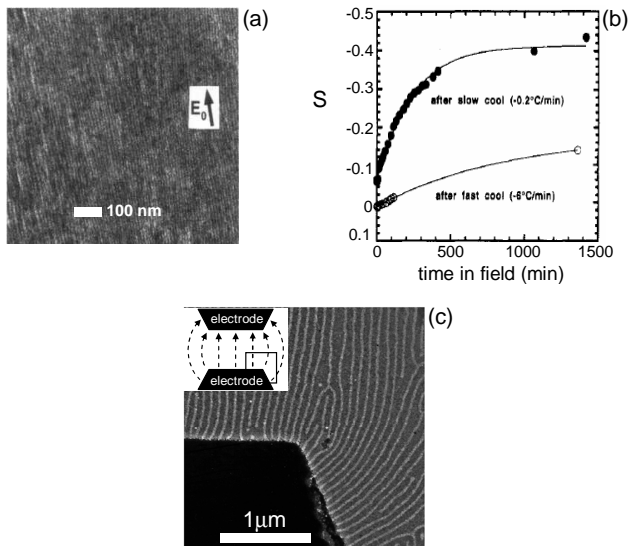 (a)
E0
100 nm
(b)
S
-0.5
-0.4
-0.3
-0.2
-0.1
0
0.1
after slow cool (-0.2°C/min)
after fast cool (-6°C/min)
0
500
1000
1500
time in field (min)
(c)
electrode
electrode
1μm